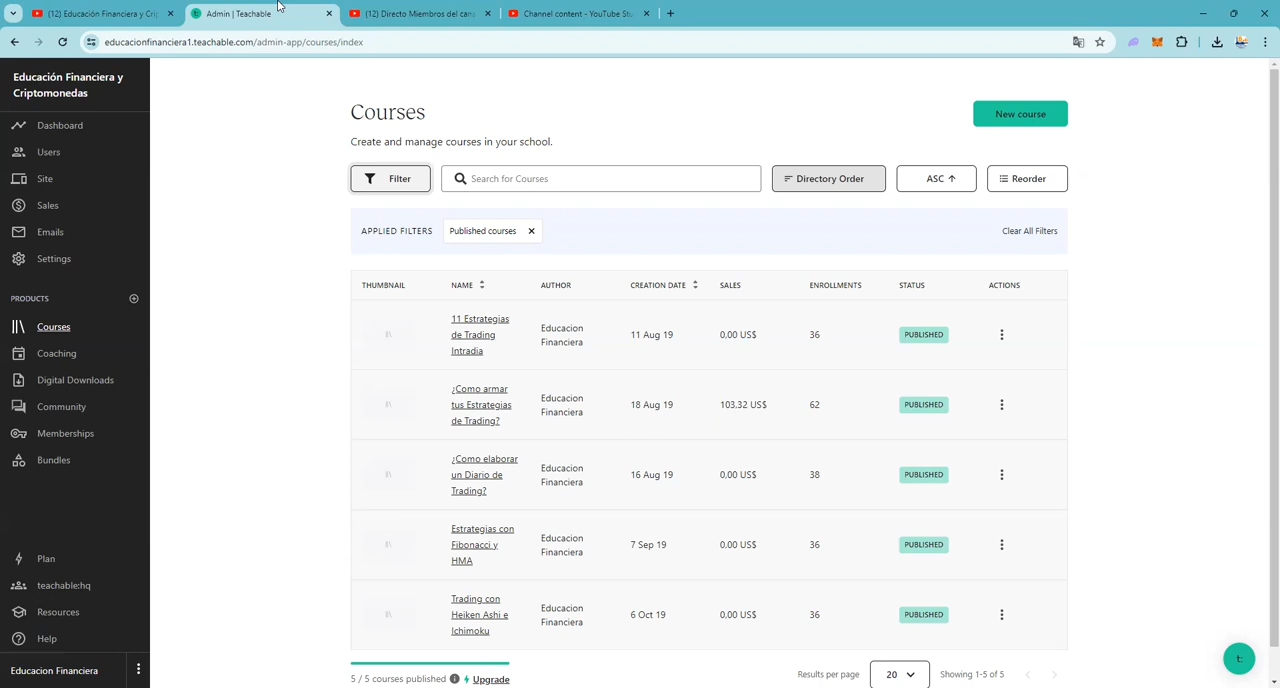 (12) Educación Financiera y Crip
Admin | Teachable
(12) Directo Miembros del cana
Channel content - YouTube Stu
educacionfinanciera1.teachable.com/admin-app/courses/index
Educación Financiera y
Criptomonedas
Dashboard
Users
Site
Sales
Emails
Settings
PRODUCTS
Courses
Coaching
Digital Downloads
Community
Memberships
Bundles
Plan
teachable:hq
Resources
Help
Educacion Financiera
Courses
New course
Create and manage courses in your school.
Filter
Search for Courses
Directory Order
ASC ↑
Reorder
APPLIED FILTERS
Published courses ×
Clear All Filters
THUMBNAIL NAME AUTHOR CREATION DATE SALES ENROLLMENTS STATUS ACTIONS
11 Estrategias
de Trading
Intradia
Educacion
Financiera
11 Aug 19
0,00 US$
36
PUBLISHED
¿Como armar
tus Estrategias
de Trading?
Educacion
Financiera
18 Aug 19
103,32 US$
62
PUBLISHED
¿Como elaborar
un Diario de
Trading?
Educacion
Financiera
16 Aug 19
0,00 US$
38
PUBLISHED
Estrategias con
Fibonacci y
HMA
Educacion
Financiera
7 Sep 19
0,00 US$
36
PUBLISHED
Trading con
Heiken Ashi e
Ichimoku
Educacion
Financiera
6 Oct 19
0,00 US$
36
PUBLISHED
5 / 5 courses published
Upgrade
Results per page
20
Showing 1-5 of 5
t: